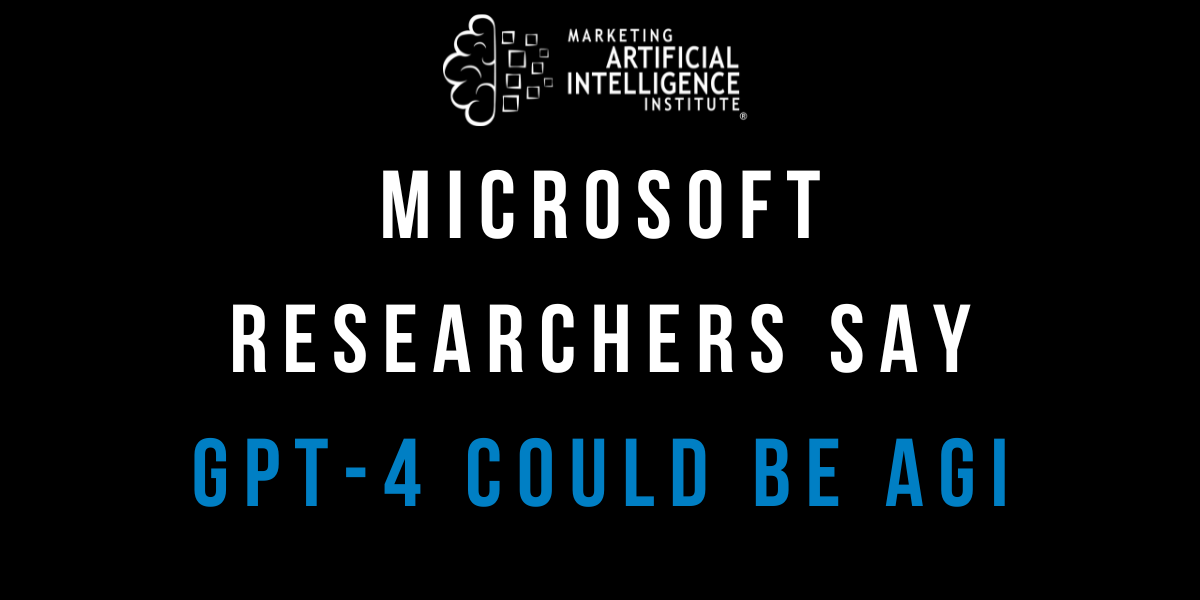 MARKETING
ARTIFICIAL
INTELLIGENCE
INSTITUTE®
MICROSOFT
RESEARCHERS SAY
GPT-4 COULD BE AGI